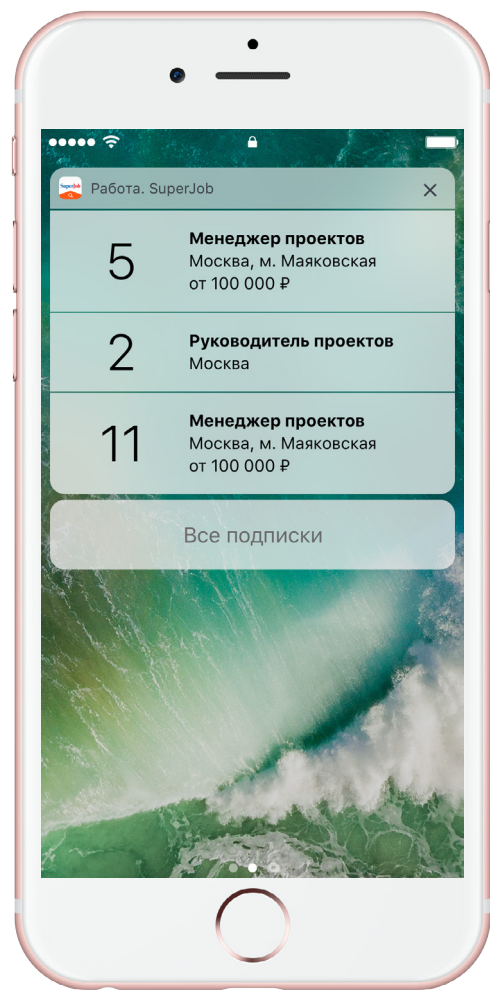 SuperJob
Работа. SuperJob
5
Менеджер проектов
Москва, м. Маяковская
от 100 000 ₽
2
Руководитель проектов
Москва
11
Менеджер проектов
Москва, м. Маяковская
от 100 000 ₽
Все подписки